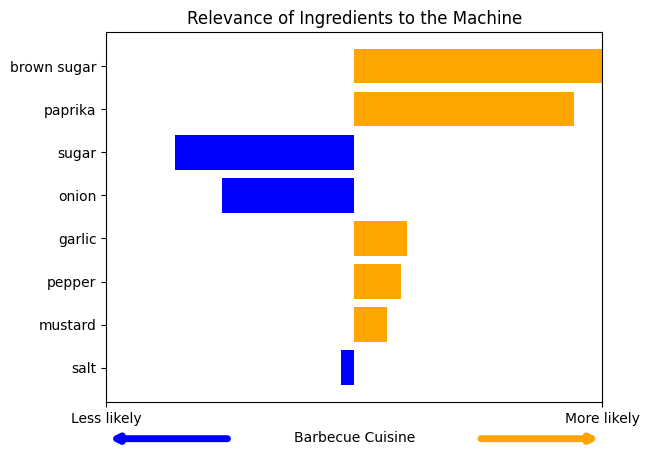 Relevance of Ingredients to the Machine
brown sugar
paprika
sugar
onion
garlic
pepper
mustard
salt
Less likely
More likely
Barbecue Cuisine